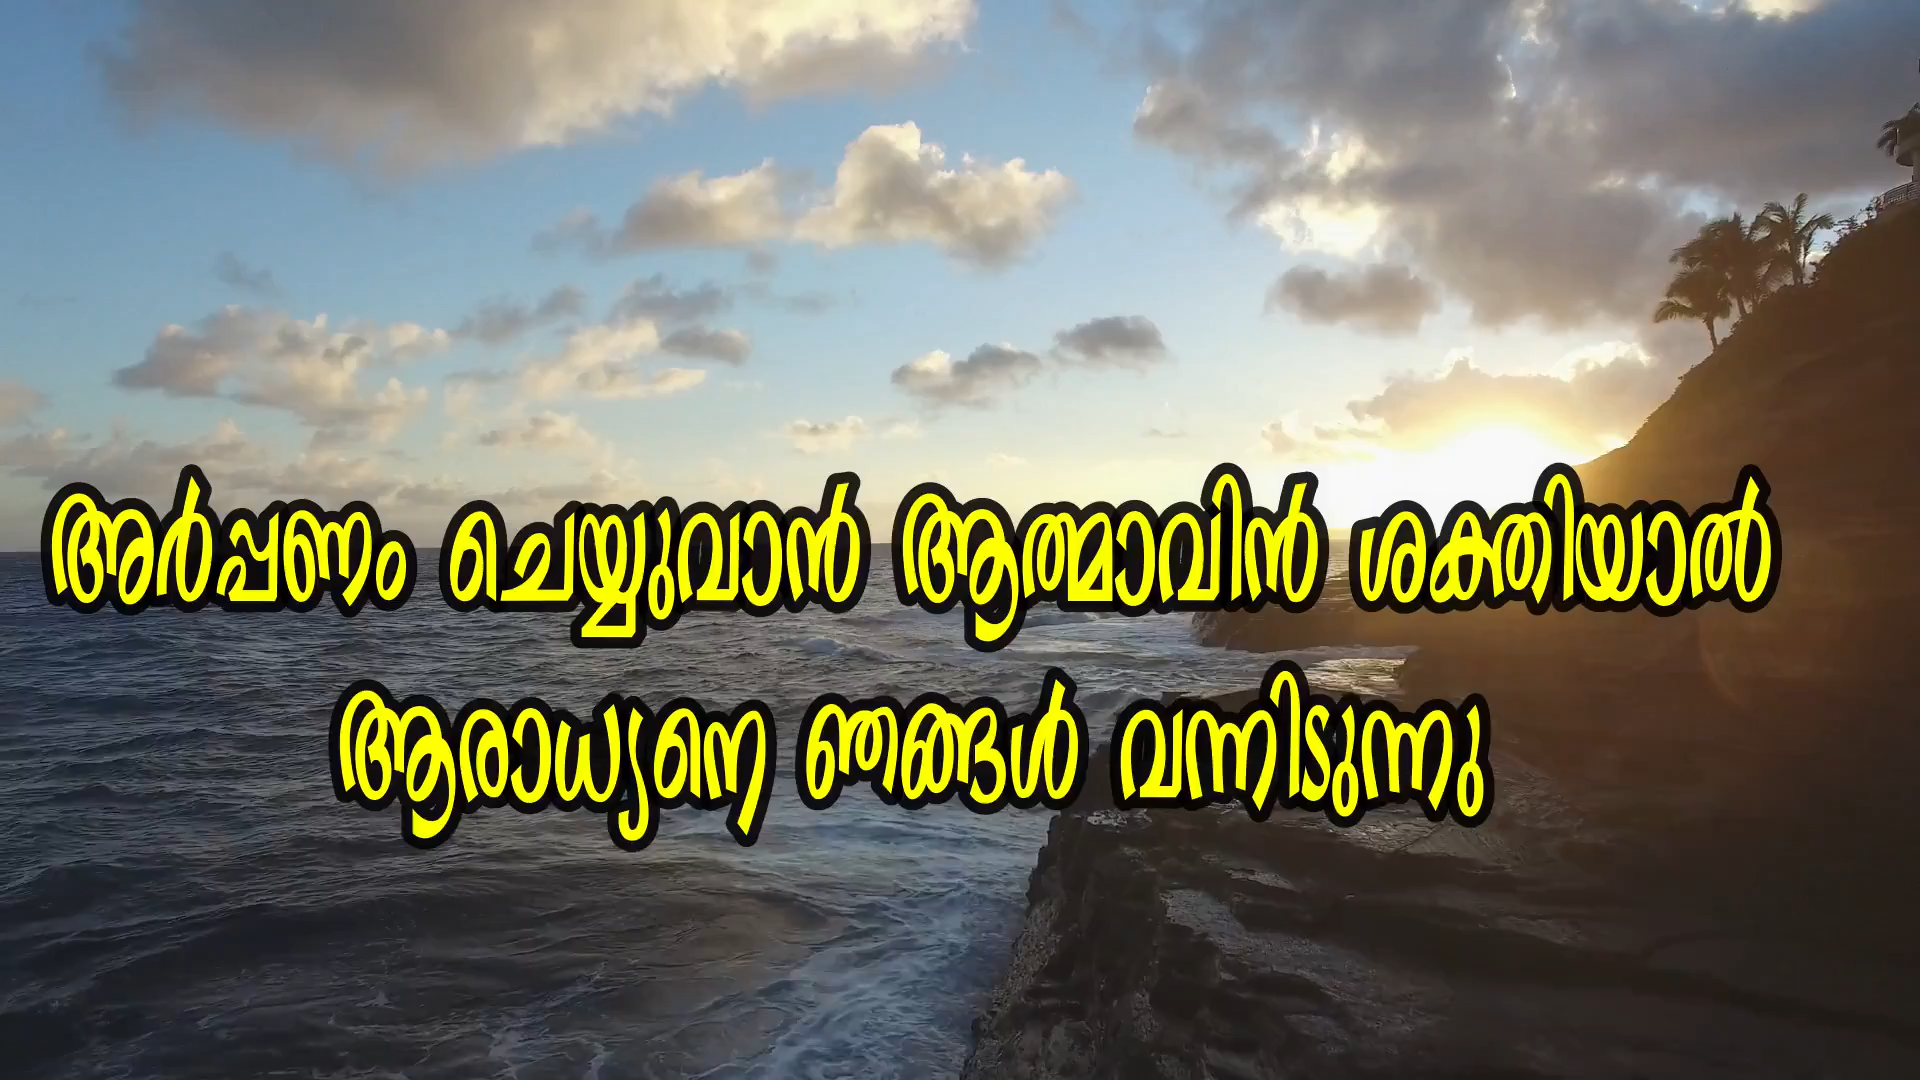 അർപ്പണം ചെയ്യുവാൻ ആത്മാവിൻ ശക്തിയാൽ
ആരാധ്യനെ ഞങ്ങൾ വന്നിടുന്നു